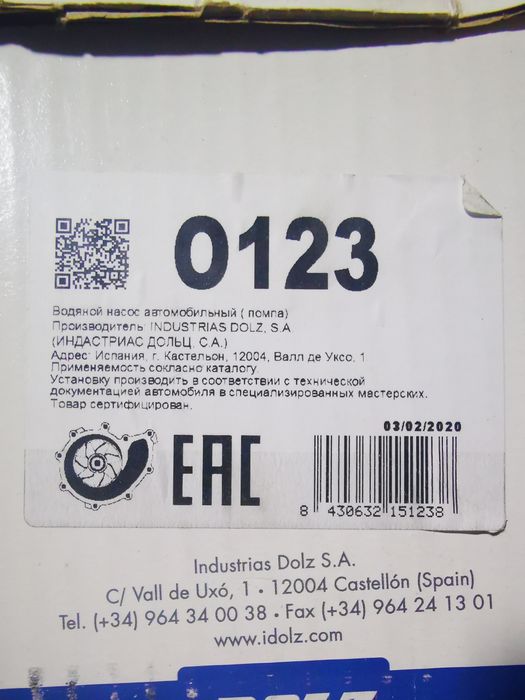 O123
Водяной насос автомобильный ( помпа)
Производитель: INDUSTRIAS DOLZ, S.A.
(ИНДАСТРИАС ДОЛЬЦ, С.А.)
Адрес: Испания, г. Кастельон, 12004, Валл де Уксо, 1
Применяемость согласно каталогу.
Установку производить в соответствии с технической
документацией автомобиля в специализированных мастерских.
Товар сертифицирован.
03/02/2020
EAC
8 430632 151238
Industrias Dolz S.A.
C/ Vall de Uxó, 1 · 12004 Castellón (Spain)
Tel. (+34) 964 34 00 38 · Fax (+34) 964 24 13 01
www.idolz.com
DOLZ